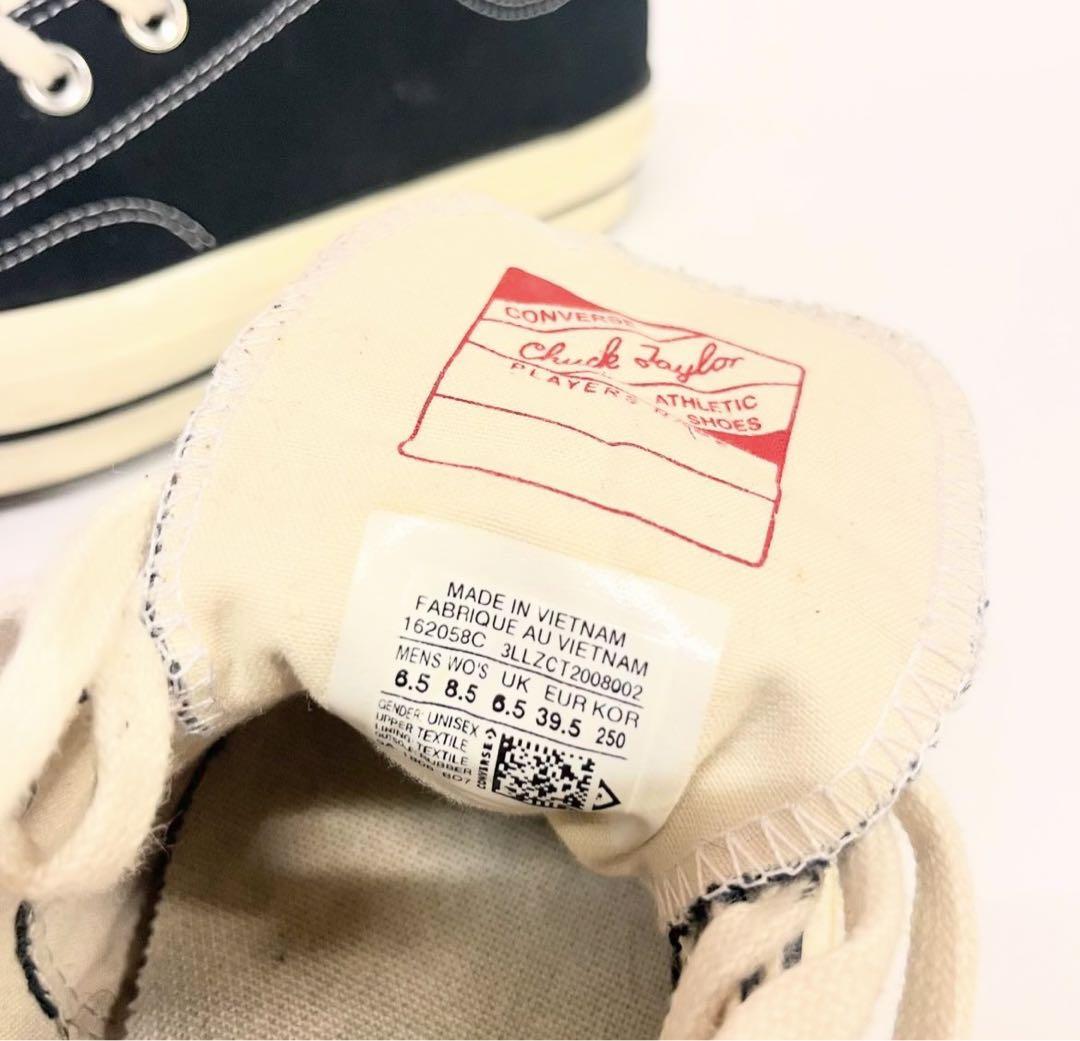 CONVERSE
Chuck Taylor
PLAYERS ATHLETIC
SHOES
MADE IN VIETNAM
FABRIQUE AU VIETNAM
162058C 3LLZCT2008002
MENS WO'S UK EUR KOR
6.5 8.5 6.5 39.5 250
GENDER: UNISEX
UPPER TEXTILE
LINING: TEXTILE
RUBBER
CONVERSE